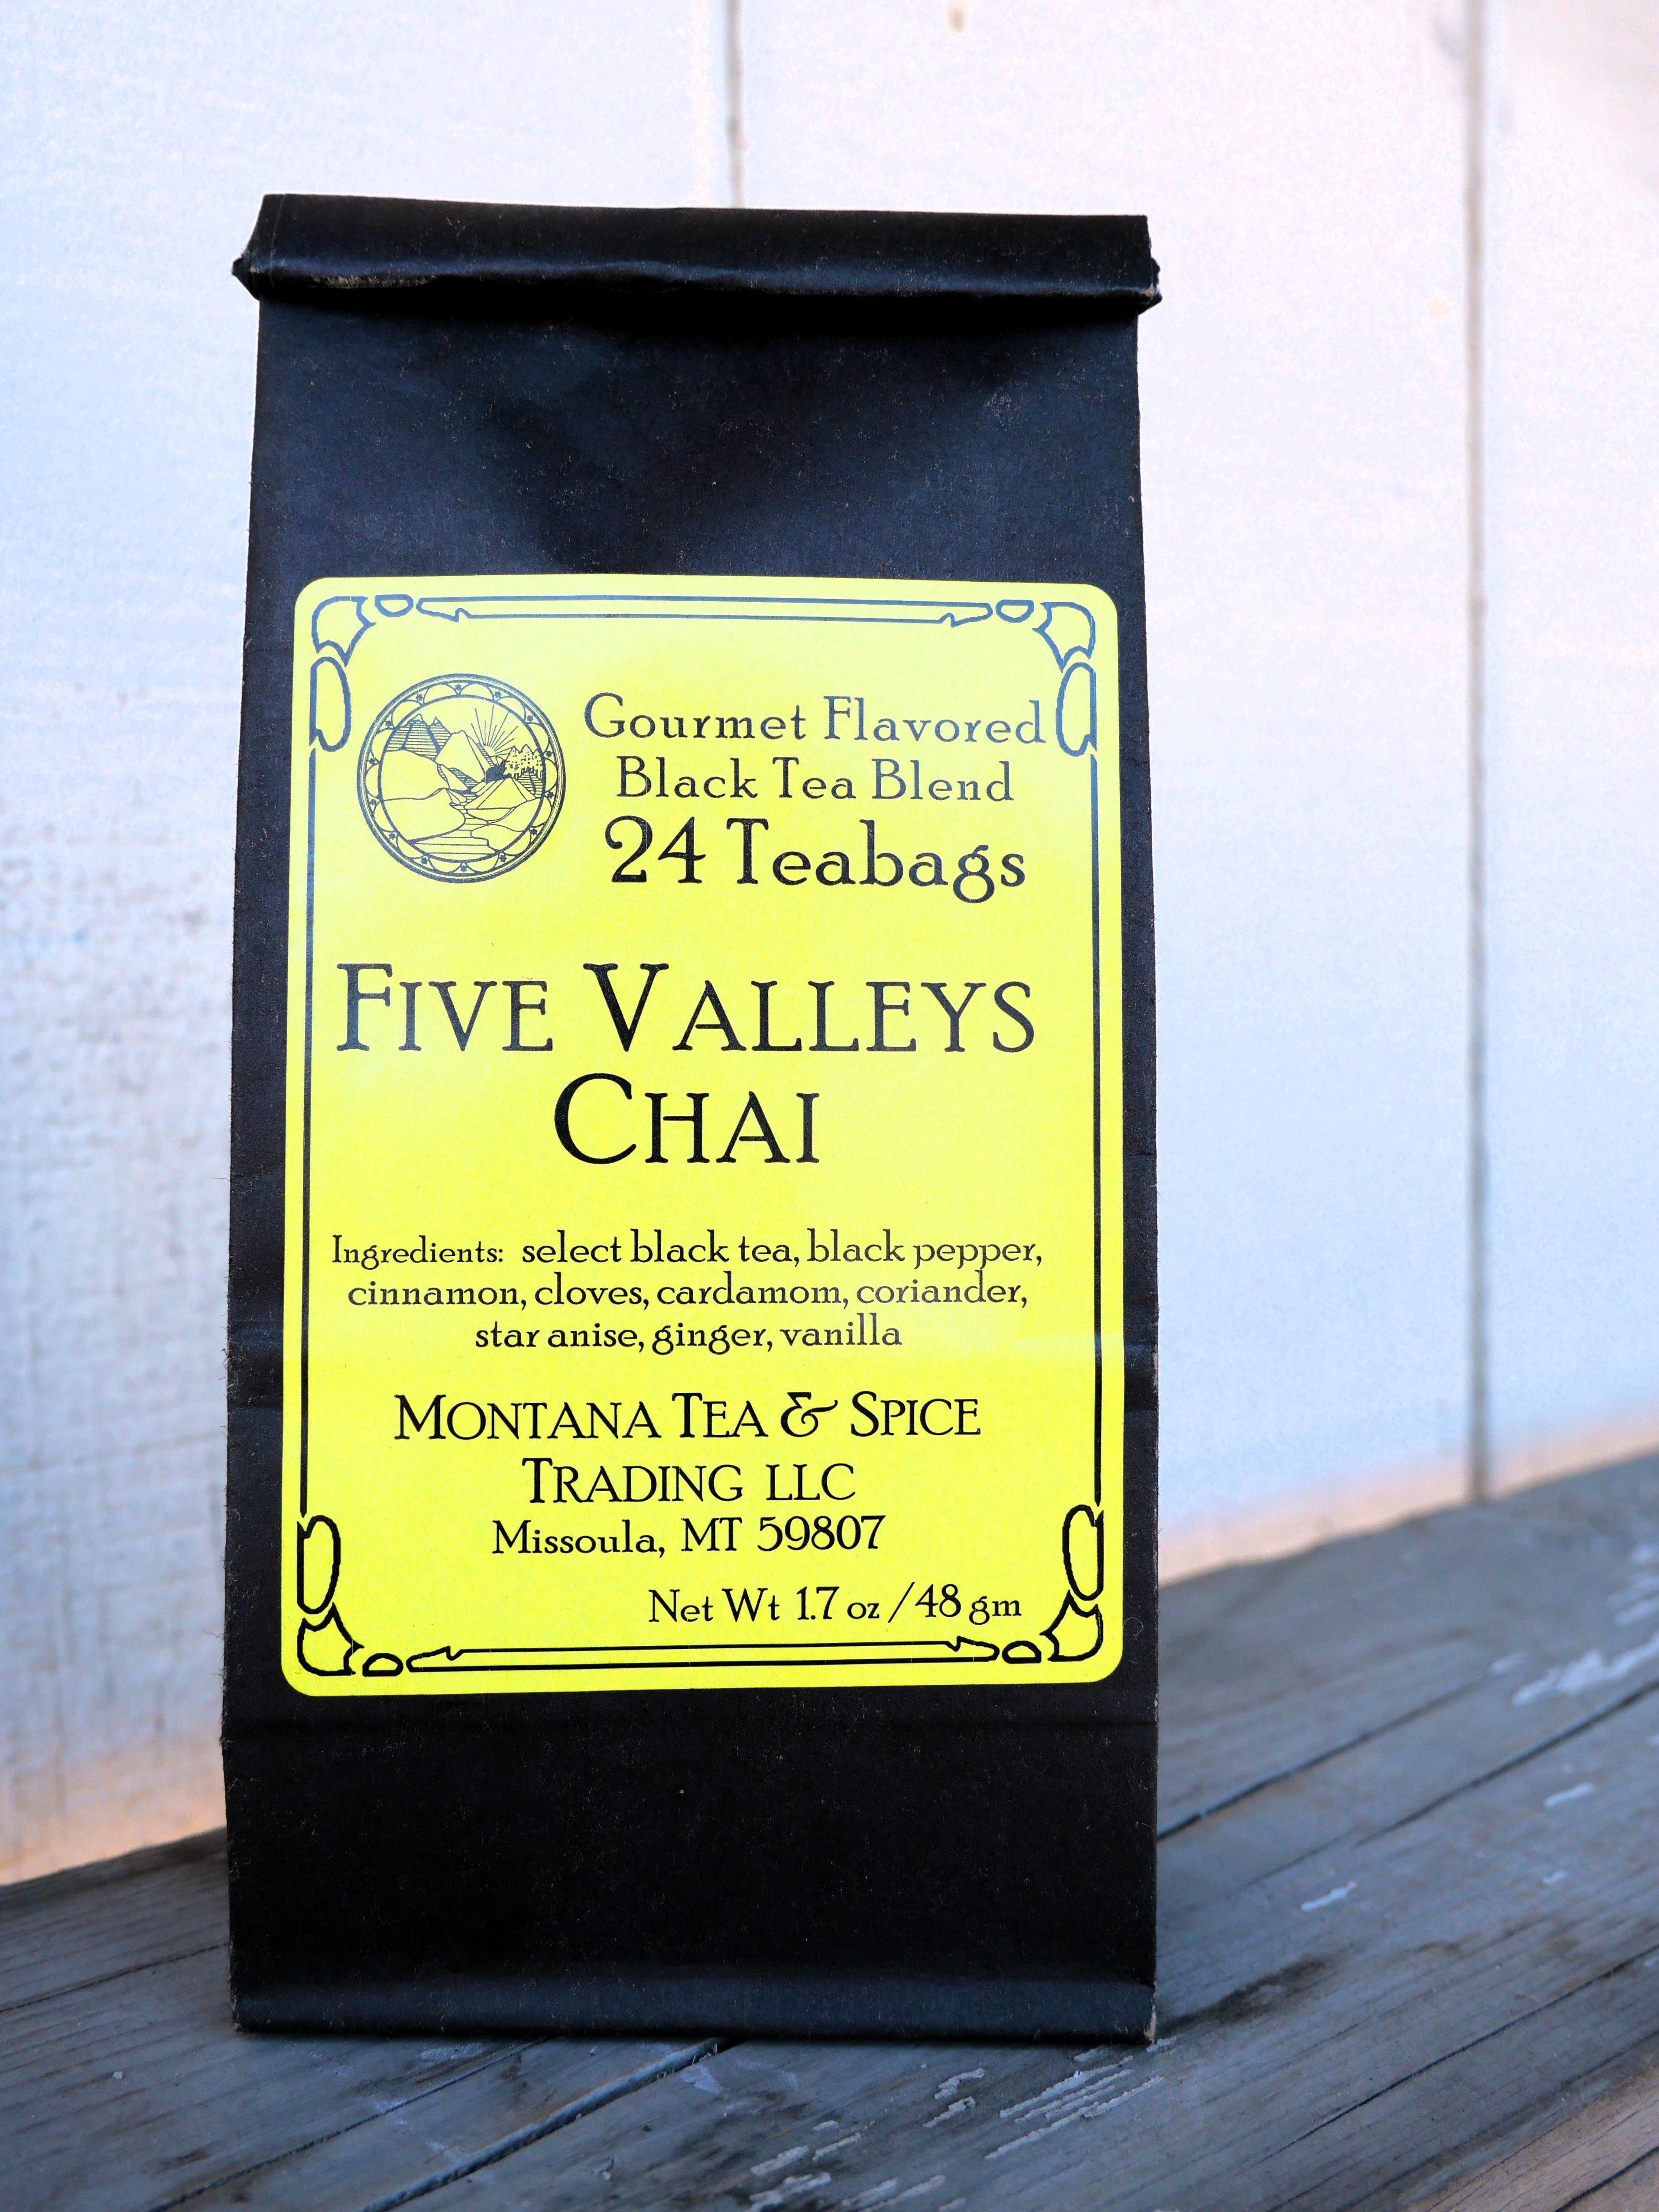 Gourmet Flavored
Black Tea Blend
24 Teabags
FIVE VALLEYS
CHAI
Ingredients: select black tea, black pepper,
cinnamon, cloves, cardamom, coriander,
star anise, ginger, vanilla
MONTANA TEA & SPICE
TRADING LLC
Missoula, MT 59807
Net Wt 1.7 oz / 48 gm